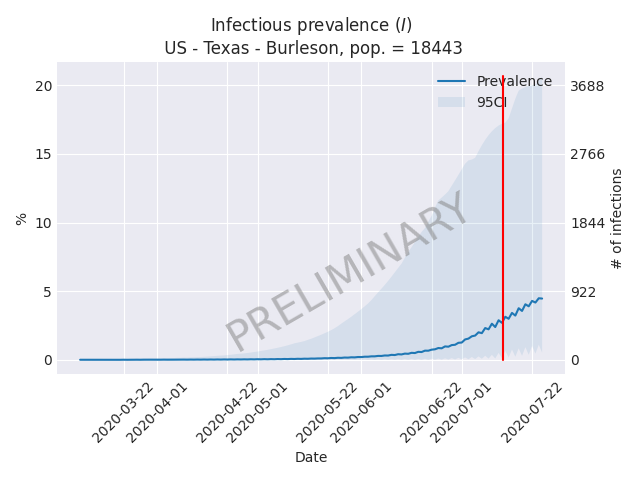 Infectious prevalence (I)
US - Texas - Burleson, pop. = 18443
Prevalence
95CI
20
15
10
5
0
%
3688
2766
1844
922
0
# of infections
PRELIMINARY
2020-03-22
2020-04-01
2020-04-22
2020-05-01
2020-05-22
2020-06-01
2020-06-22
2020-07-01
2020-07-22
Date